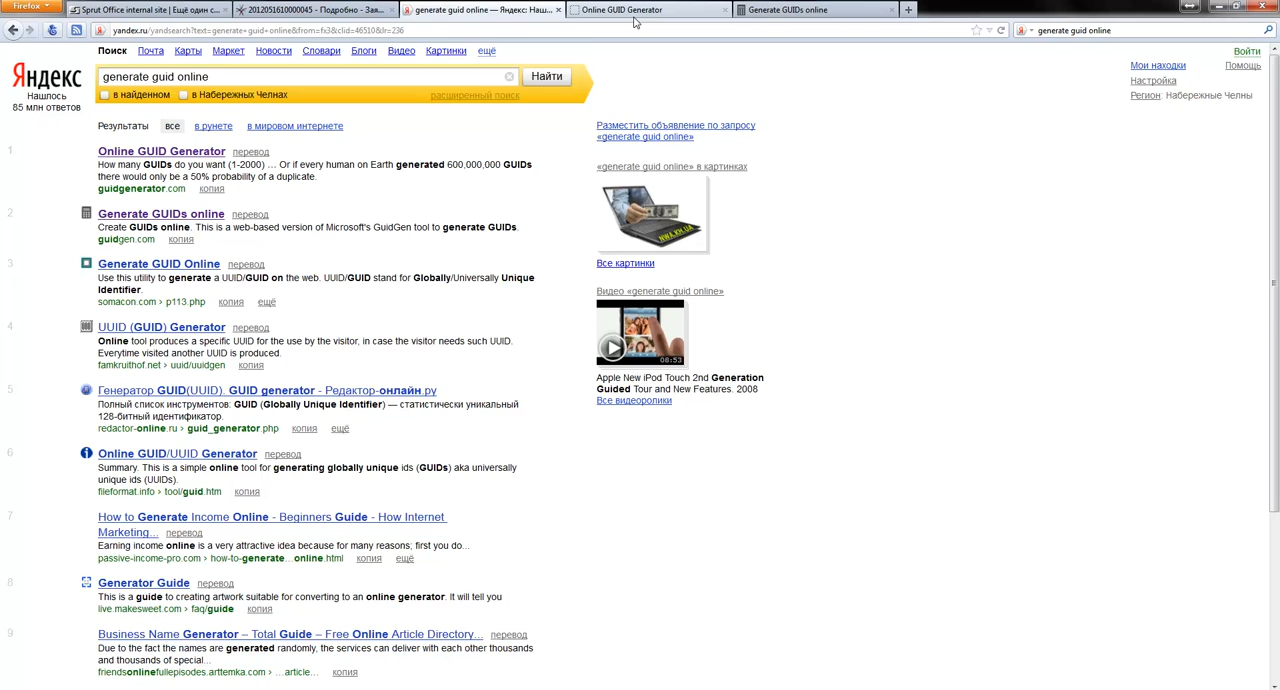 Firefox
Sprut Office internal site | Ещё один с...
2012051610000045 - Подробно - Зая...
generate guid online — Яндекс: Наш...
Online GUID Generator
Generate GUIDs online
yandex.ru/yandsearch?text=generate+guid+online&from=fx3&clid=46510&lr=236
generate guid online
Поиск Почта Карты Маркет Новости Словари Блоги Видео Картинки ещё
Войти
Яндекс
Нашлось
85 млн ответов
generate guid online
Найти
в найденном
в Набережных Челнах
расширенный поиск
Мои находки
Помощь
Настройка
Регион: Набережные Челны
Результаты все в рунете в мировом интернете
1
Online GUID Generator перевод
How many GUIDs do you want (1-2000) ... Or if every human on Earth generated 600,000,000 GUIDs
there would only be a 50% probability of a duplicate.
guidgenerator.com копия
2
Generate GUIDs online перевод
Create GUIDs online. This is a web-based version of Microsoft's GuidGen tool to generate GUIDs.
guidgen.com копия
3
Generate GUID Online перевод
Use this utility to generate a UUID/GUID on the web. UUID/GUID stand for Globally/Universally Unique
Identifier.
somacon.com › p113.php копия ещё
4
UUID (GUID) Generator перевод
Online tool produces a specific UUID for the use by the visitor, in case the visitor needs such UUID.
Everytime visited another UUID is produced.
famkruithof.net › uuid/uuidgen копия
5
Генератор GUID(UUID). GUID generator - Редактор-онлайн.ру
Полный список инструментов: GUID (Globally Unique Identifier) — статистически уникальный
128-битный идентификатор.
redactor-online.ru › guid_generator.php копия ещё
6
Online GUID/UUID Generator перевод
Summary. This is a simple online tool for generating globally unique ids (GUIDs) aka universally
unique ids (UUIDs).
fileformat.info › tool/guid.htm копия
7
How to Generate Income Online - Beginners Guide - How Internet
Marketing... перевод
Earning income online is a very attractive idea because for many reasons; first you do...
passive-income-pro.com › how-to-generate...online.html копия ещё
8
Generator Guide перевод
This is a guide to creating artwork suitable for converting to an online generator. It will tell you
live.makesweet.com › faq/guide копия
9
Business Name Generator – Total Guide – Free Online Article Directory... перевод
Due to the fact the names are generated randomly, the services can deliver with each other thousands
and thousands of special...
friendsonlinefullepisodes.arttemka.com › ...article... копия
Разместить объявление по запросу
«generate guid online»
«generate guid online» в картинках
NWA.KH.UA
Все картинки
Видео «generate guid online»
08:53
Apple New iPod Touch 2nd Generation
Guided Tour and New Features. 2008
Все видеоролики